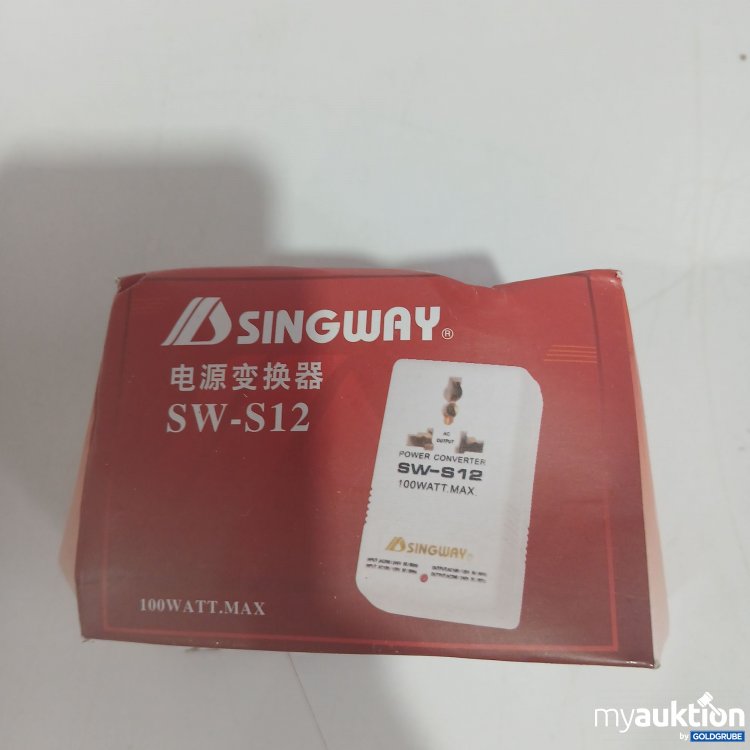 SINGWAY®
电源变换器
SW-S12
AC
OUTPUT
POWER CONVERTER
SW-S12
100WATT.MAX
SINGWAY
100WATT.MAX
myauktion
by GOLDGRUBE